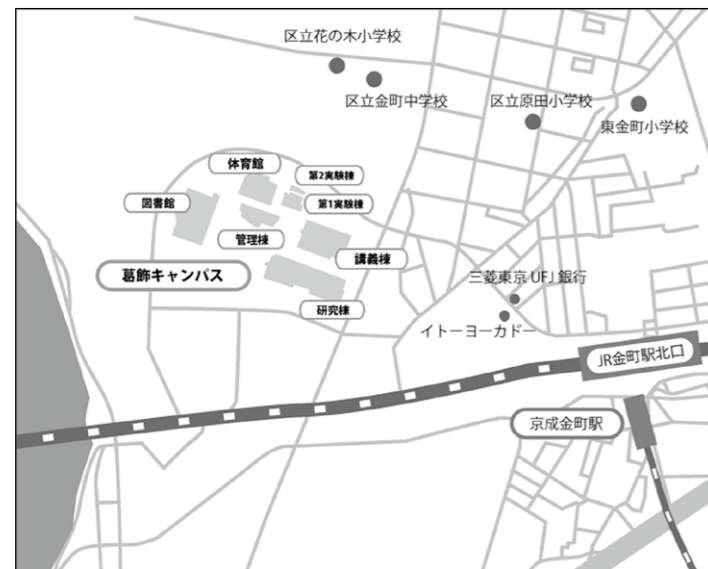 区立花の木小学校
区立金町中学校
区立原田小学校
東金町小学校
体育館
第2実験棟
図書館
第1実験棟
管理棟
講義棟
葛飾キャンパス
三菱東京UFJ銀行
研究棟
イトーヨーカドー
JR金町駅北口
京成金町駅